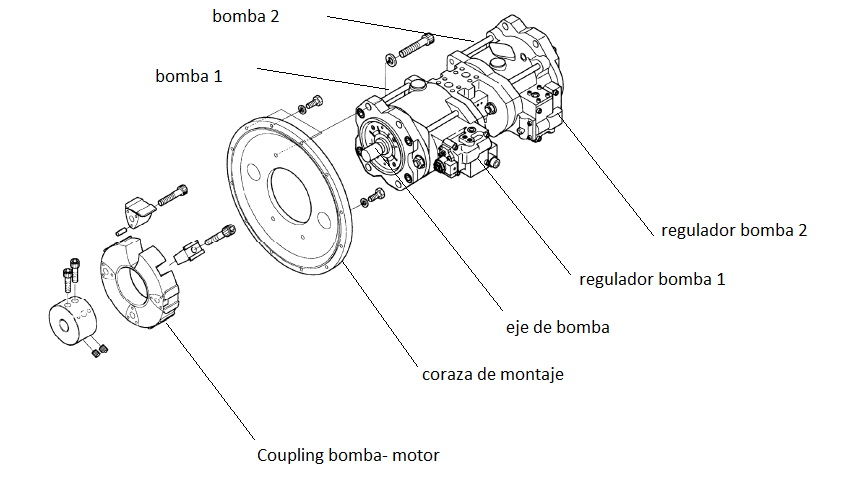 bomba 2
bomba 1
regulador bomba 2
regulador bomba 1
eje de bomba
coraza de montaje
Coupling bomba- motor